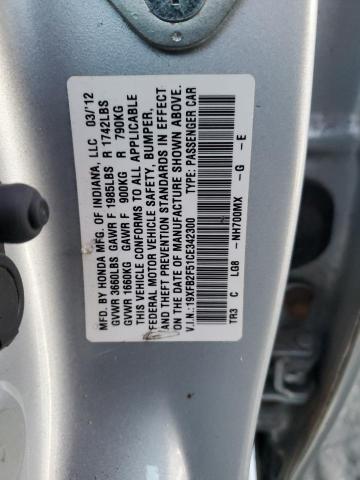 MFD. BY HONDA MFG. OF INDIANA, LLC 03/12
GVWR 3660LBS GAWR F 1985LBS R 1742LBS
GVWR 1660KG GAWR F 900KG R 790KG
THIS VEHICLE CONFORMS TO ALL APPLICABLE
FEDERAL MOTOR VEHICLE SAFETY, BUMPER,
AND THEFT PREVENTION STANDARDS IN EFFECT
ON THE DATE OF MANUFACTURE SHOWN ABOVE.
V.I.N.: 19XFB2F51CE342300 TYPE: PASSENGER CAR
TR3 C LG8 -NH700MX -G -E